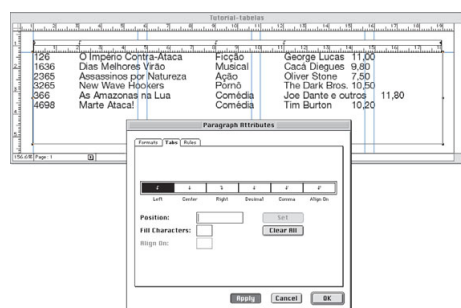 Tutorial-tabelas
126 O Império Contra-Ataca Ficção George Lucas 11,00
1636 Dias Melhores Virão Musical Cacá Diegues 9,80
2365 Assassinos por Natureza Ação Oliver Stone 7,50
3265 New Wave Hookers Pornô The Dark Bros. 10,50
366 As Amazonas na Lua Comédia Joe Dante e outros 11,80
4698 Marte Ataca! Comédia Tim Burton 10,20
156.6% Page: 1
Paragraph Attributes
Formats Tabs Rules
Left Center Right Decimal Comma Align On
Position: Set
Fill Characters: Clear All
Align On:
Apply Cancel OK